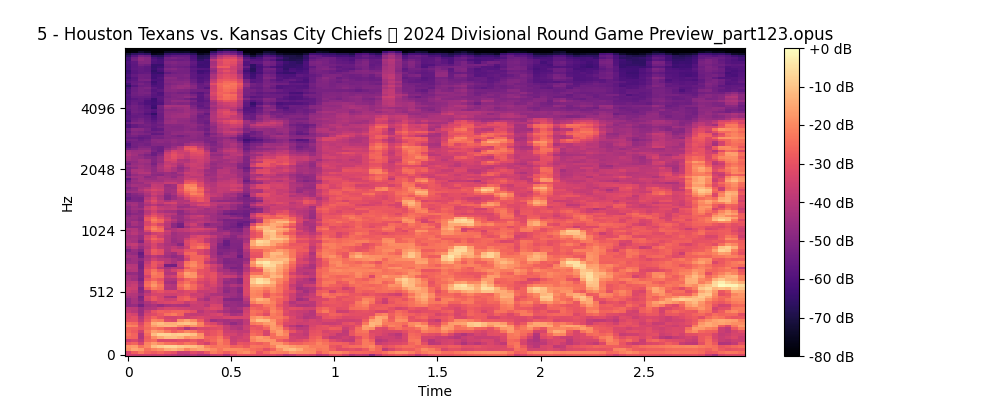 5 - Houston Texans vs. Kansas City Chiefs  2024 Divisional Round Game Preview_part123.opus
+0 dB
-10 dB
-20 dB
-30 dB
-40 dB
-50 dB
-60 dB
-70 dB
-80 dB
4096
2048
1024
512
0
Hz
0 0.5 1 1.5 2 2.5
Time